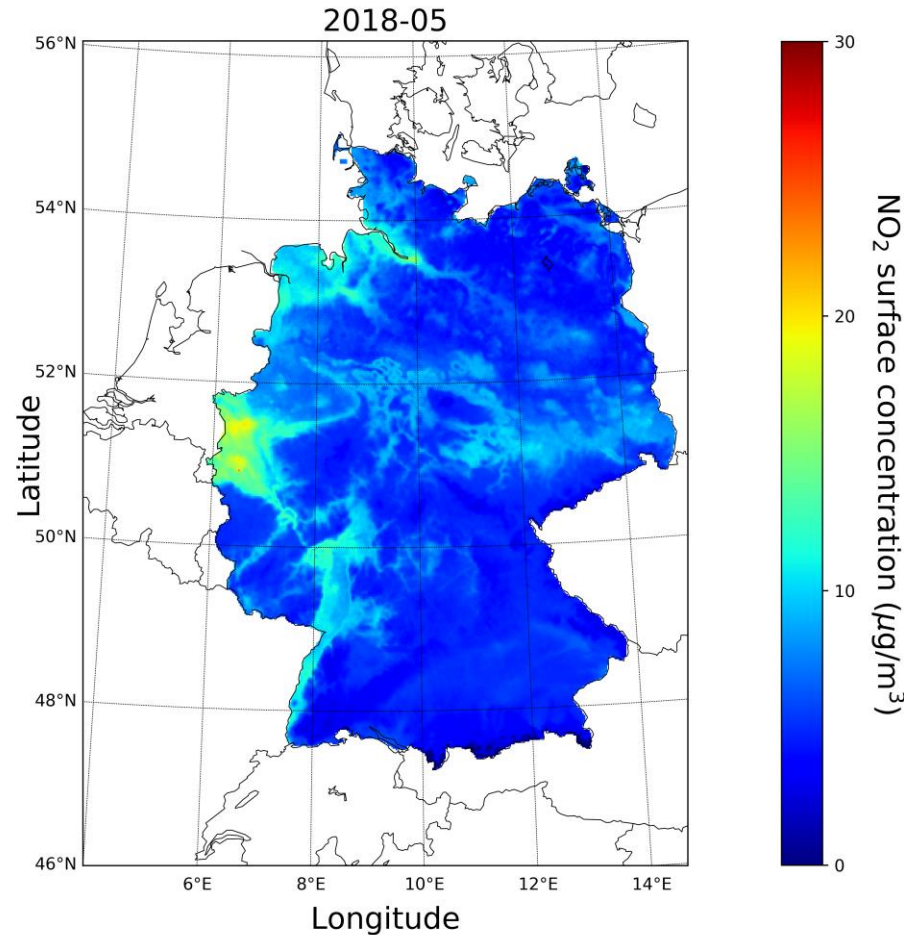 2018-05
56°N
54°N
52°N
50°N
48°N
46°N
Latitude
6°E
8°E
10°E
12°E
14°E
Longitude
30
20
10
0
NO₂ surface concentration (μg/m³)